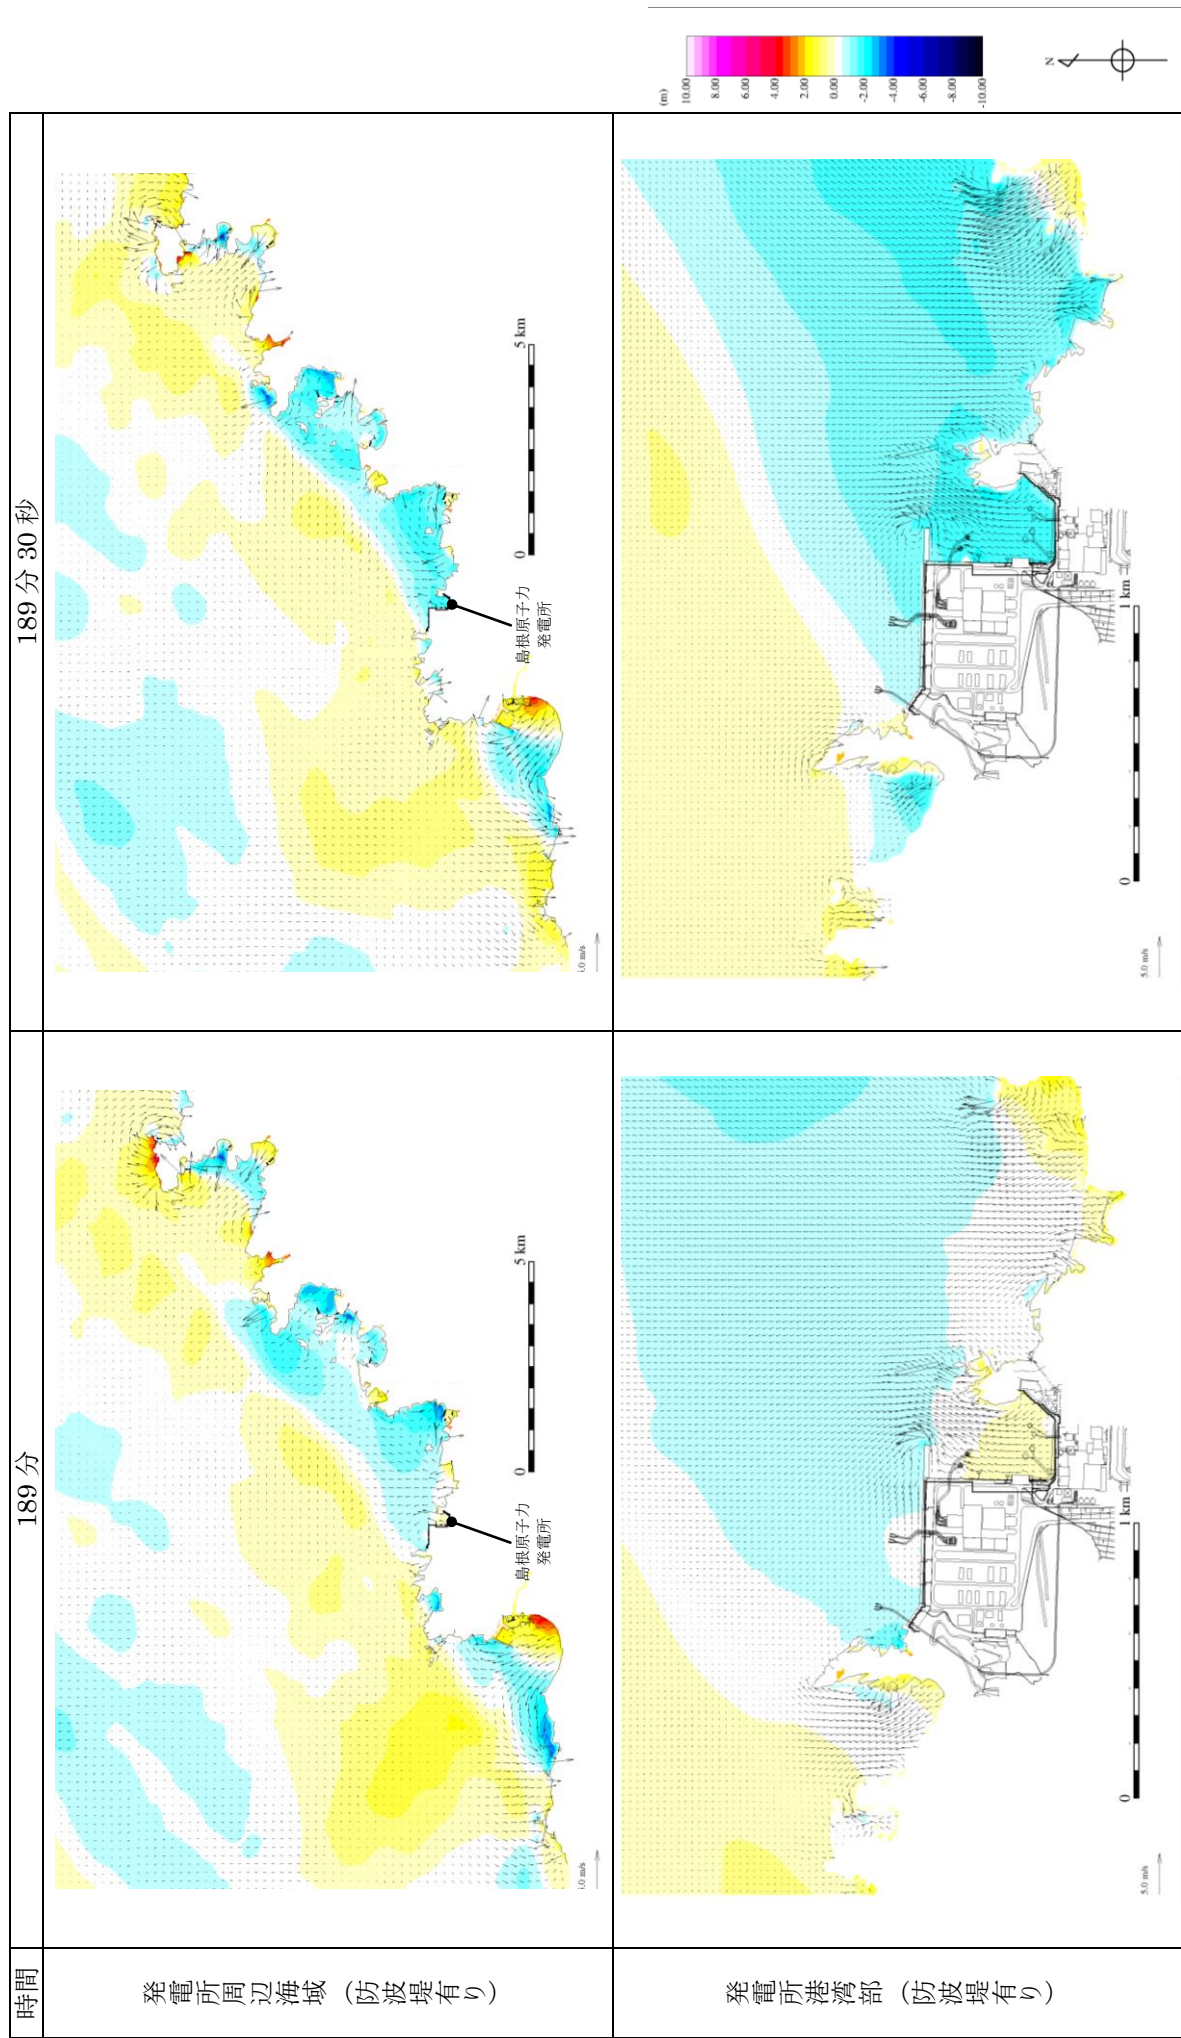 時間
189分
189分30秒
発電所周辺海域（防波堤有り）
島根原子力
発電所
0
5 km
5.0 m/s
島根原子力
発電所
0
5 km
5.0 m/s
発電所港湾部（防波堤有り）
0
1 km
5.0 m/s
0
1 km
5.0 m/s
(m)
10.00
8.00
6.00
4.00
2.00
0.00
-2.00
-4.00
-6.00
-8.00
-10.00
N